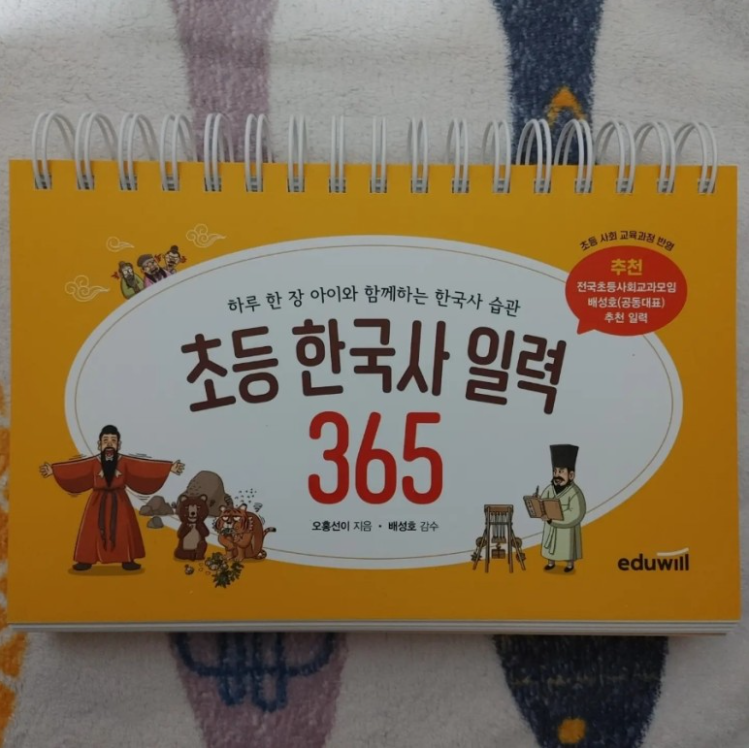 초등 사회 교육과정 반영
추천
전국초등사회교과모임
배성호(공동대표)
추천 일력
하루 한 장 아이와 함께하는 한국사 습관
초등 한국사 일력
365
오홍선이 지음 • 배성호 감수
eduwill